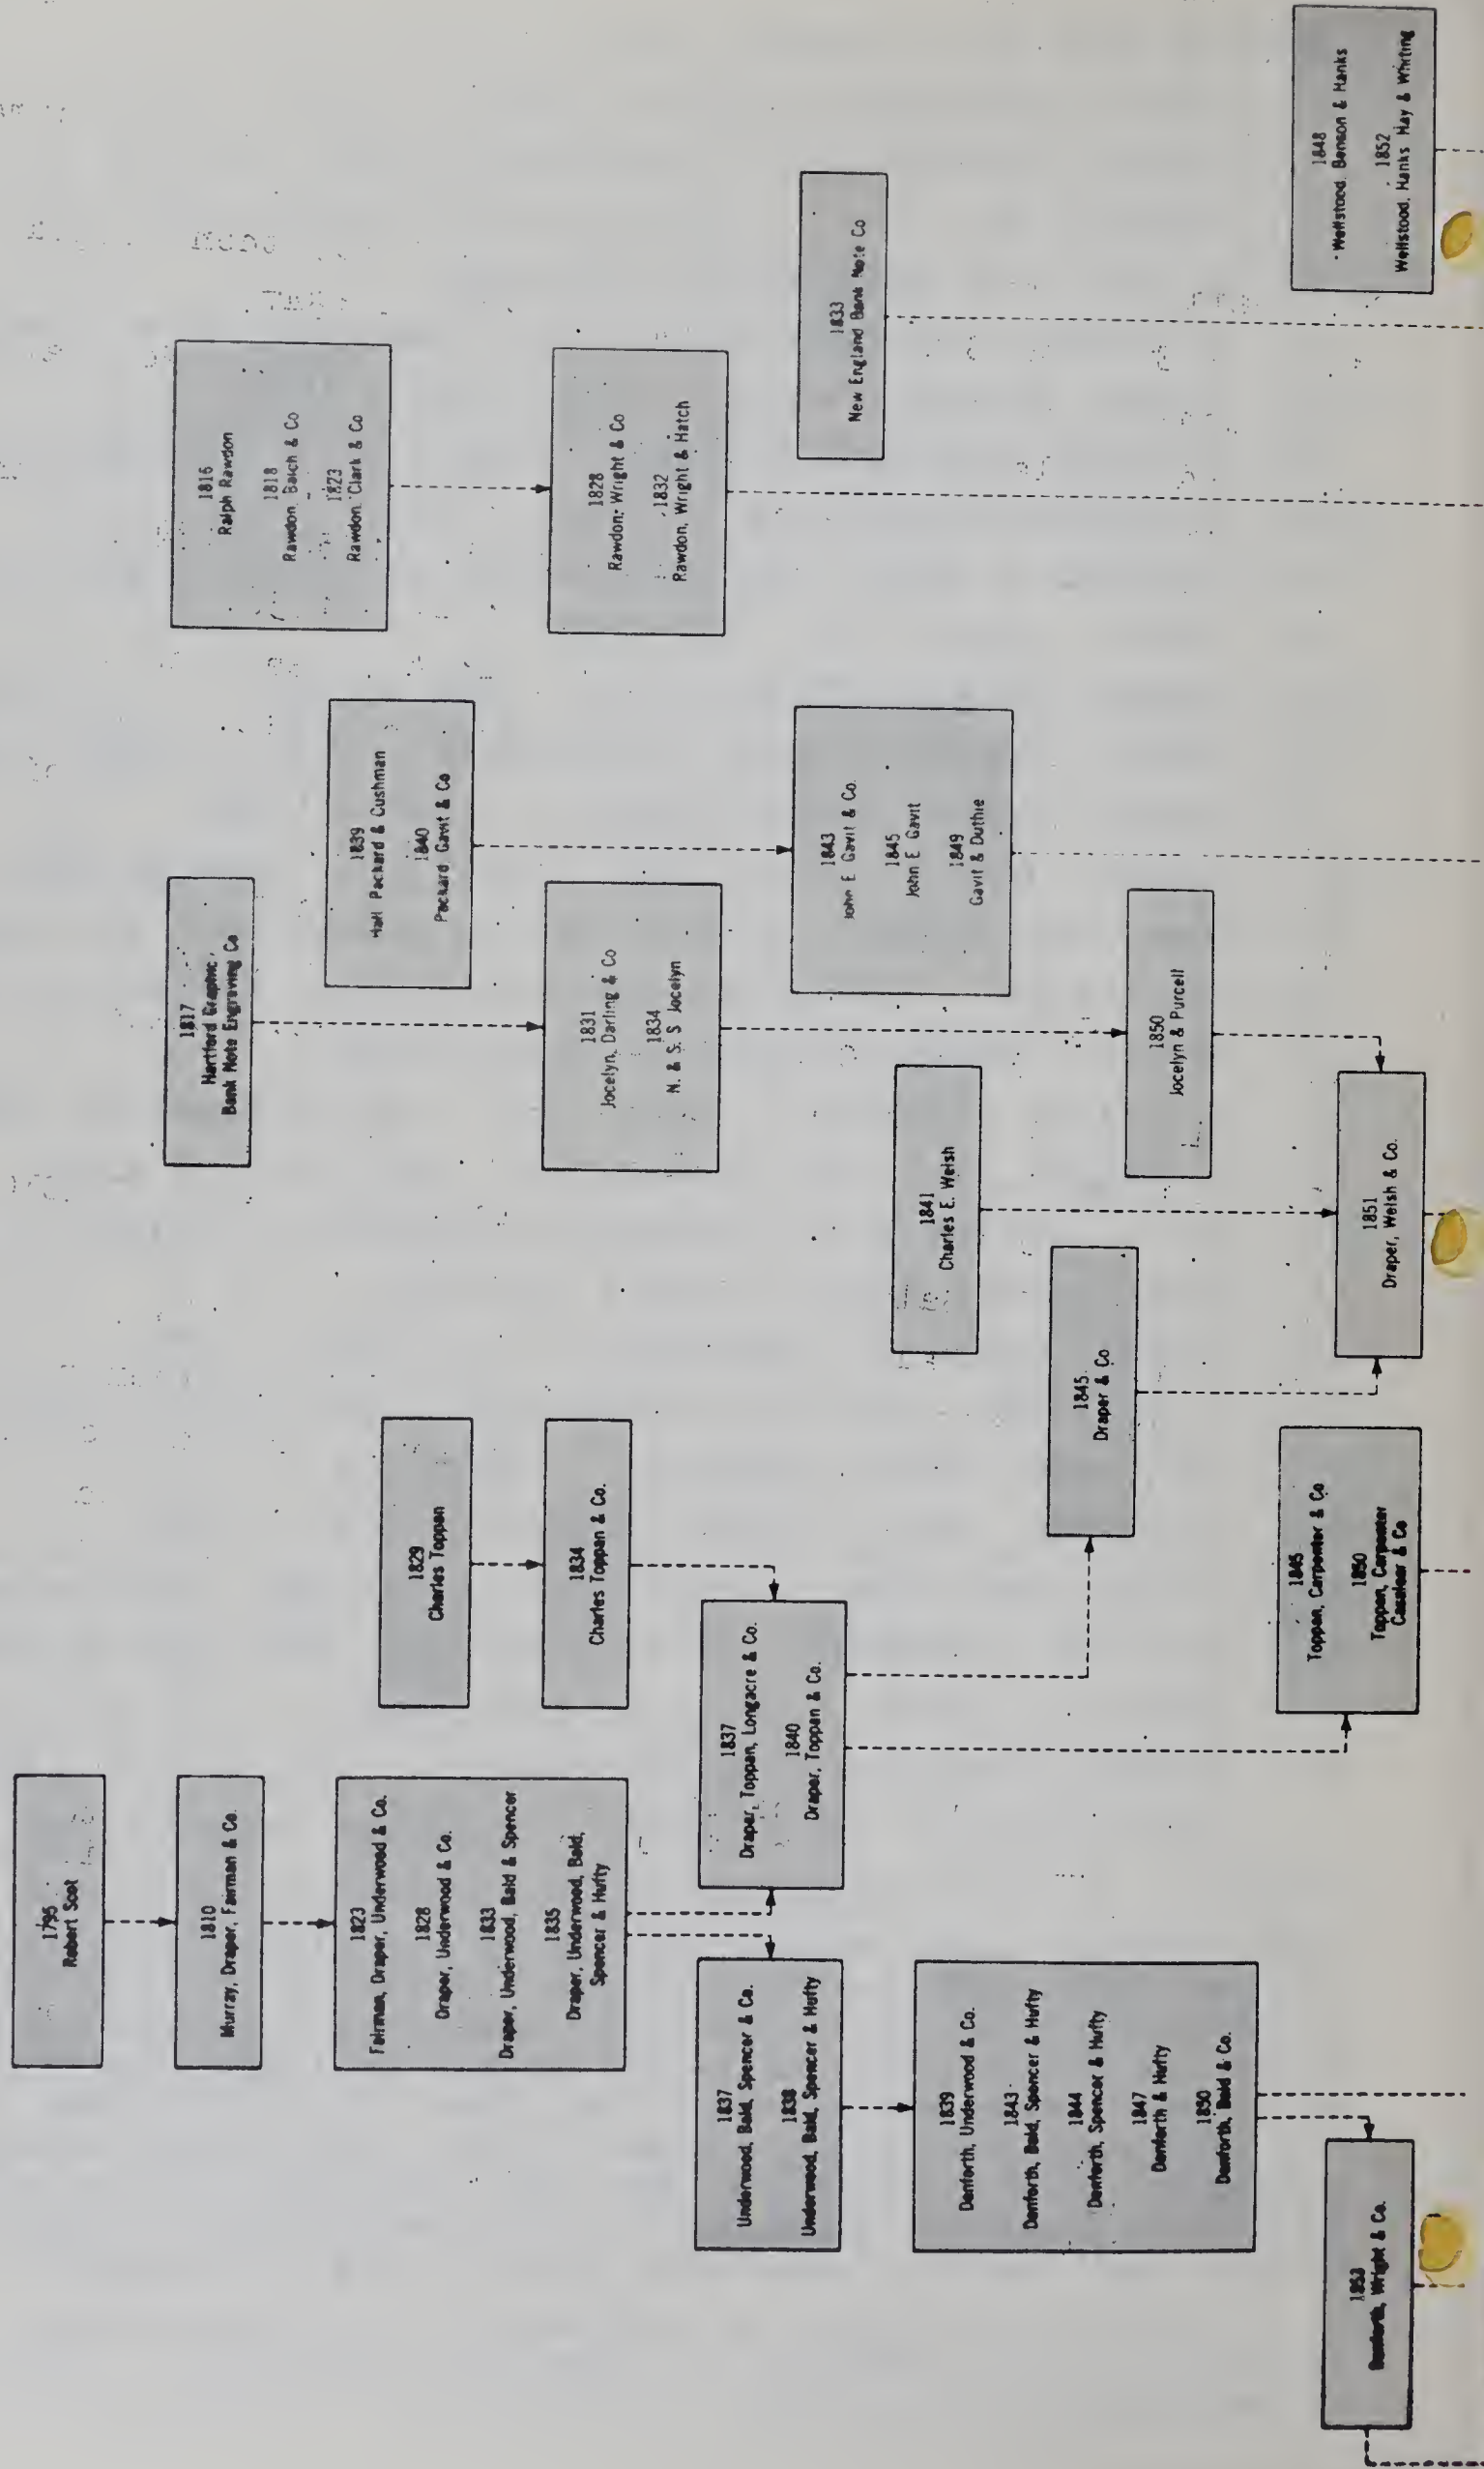 1795
Robert Scot
1810
Murray, Draper, Fairman & Co.
1823
Fairman, Draper, Underwood & Co.
1828
Draper, Underwood & Co.
1833
Draper, Underwood, Bald & Spencer
1835
Draper, Underwood, Bald,
Spencer & Hufty
1837
Underwood, Bald, Spencer & Co.
1838
Underwood, Bald, Spencer & Hufty
1839
Danforth, Underwood & Co.
1843
Danforth, Bald, Spencer & Hufty
1844
Danforth, Spencer & Hufty
1847
Danforth & Hufty
1850
Danforth, Bald & Co.
1853
Danforth, Wright & Co.
1829
Charles Toppan
1834
Charles Toppan & Co.
1837
Draper, Toppan, Longacre & Co.
1840
Draper, Toppan & Co.
1845
Draper & Co
1845
Toppan, Carpenter & Co
1850
Toppan, Carpenter
Casilear & Co
1817
Hartford Graphic,
Bank Note Engraving Co
1831
Jocelyn, Darling & Co
1834
N. & S. S Jocelyn
1841
Charles E. Welsh
1850
Jocelyn & Purcell
1851
Draper, Welsh & Co.
1839
Hall Packard & Cushman
1840
Packard Gavit & Co
1843
John E Gavit & Co.
1845
John E Gavit
1849
Gavit & Duthie
1816
Ralph Rawdon
1818
Rawdon, Balch & Co
1823
Rawdon Clark & Co
1828
Rawdon, Wright & Co
1832
Rawdon, Wright & Hatch
1833
New England Bank Note Co
1848
Wellstood, Benson & Hanks
1852
Wellstood, Hanks Hay & Whiting